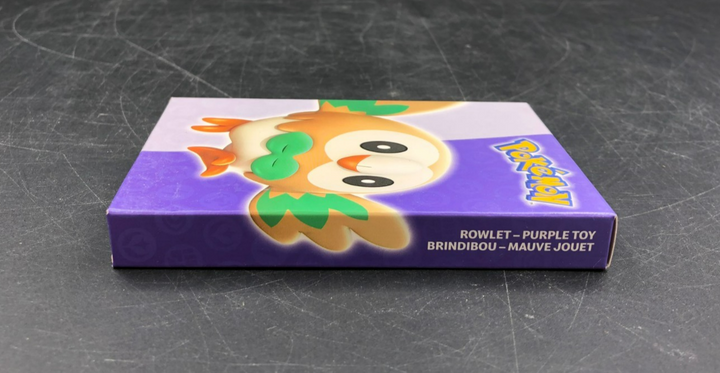 POKéMON
ROWLET – PURPLE TOY
BRINDIBOU – MAUVE JOUET